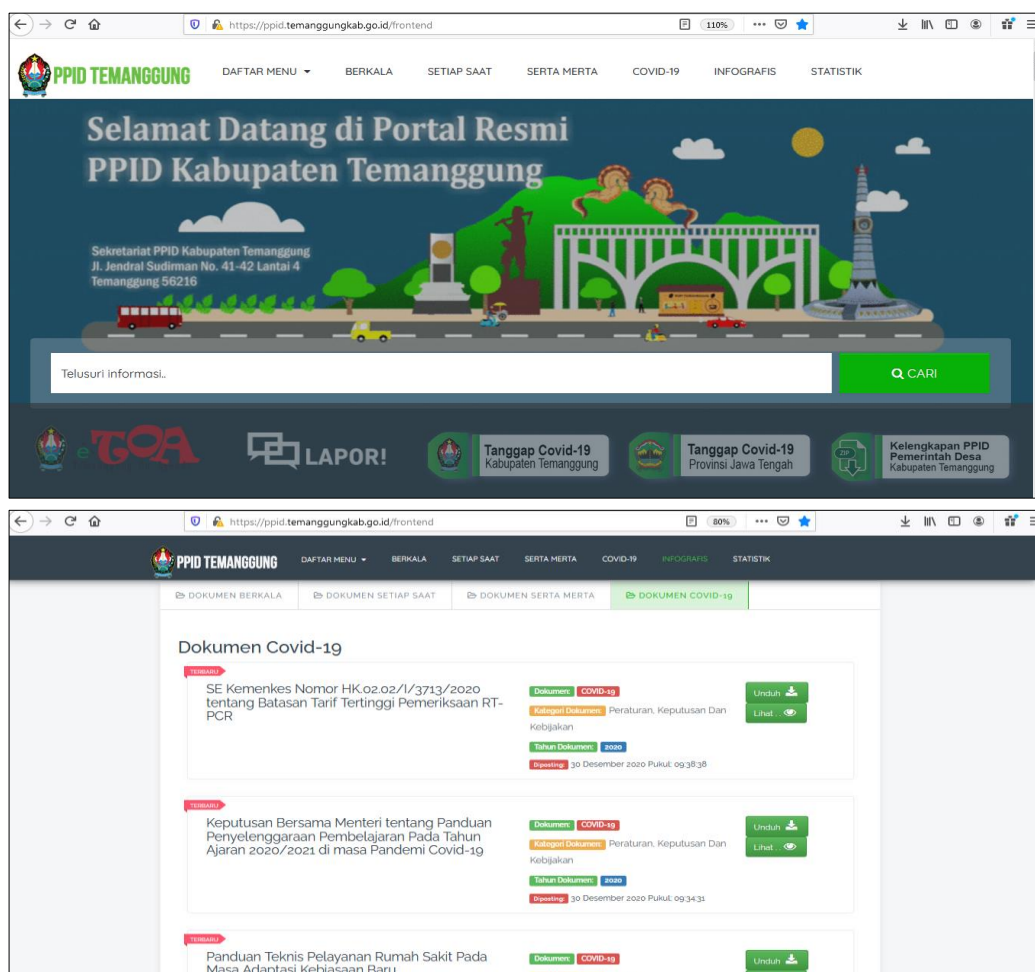 https://ppid.temanggungkab.go.id/frontend
110%
PPID TEMANGGUNG
DAFTAR MENU BERKALA SETIAP SAAT SERTA MERTA COVID-19 INFOGRAFIS STATISTIK
Selamat Datang di Portal Resmi
PPID Kabupaten Temanggung
Sekretariat PPID Kabupaten Temanggung
Jl. Jendral Sudirman No. 41-42 Lantai 4
Temanggung 56216
Telusuri informasi..
CARI
e TGOA
LAPOR!
Tanggap Covid-19
Kabupaten Temanggung
Tanggap Covid-19
Provinsi Jawa Tengah
ZIP
Kelengkapan PPID
Pemerintah Desa
Kabupaten Temanggung
https://ppid.temanggungkab.go.id/frontend
80%
PPID TEMANGGUNG
DAFTAR MENU BERKALA SETIAP SAAT SERTA MERTA COVID-19 INFOGRAFIS STATISTIK
DOKUMEN BERKALA DOKUMEN SETIAP SAAT DOKUMEN SERTA MERTA DOKUMEN COVID-19
Dokumen Covid-19
TERBARU
SE Kemenkes Nomor HK.02.02/I/3713/2020
tentang Batasan Tarif Tertinggi Pemeriksaan RT-
PCR
Dokumen: COVID-19
Kategori Dokumen: Peraturan, Keputusan Dan
Kebijakan
Tahun Dokumen: 2020
Diposting: 30 Desember 2020 Pukul: 09:38:38
Unduh
Lihat . .
TERBARU
Keputusan Bersama Menteri tentang Panduan
Penyelenggaraan Pembelajaran Pada Tahun
Ajaran 2020/2021 di masa Pandemi Covid-19
Dokumen: COVID-19
Kategori Dokumen: Peraturan, Keputusan Dan
Kebijakan
Tahun Dokumen: 2020
Diposting: 30 Desember 2020 Pukul: 09:34:31
Unduh
Lihat . .
TERBARU
Panduan Teknis Pelayanan Rumah Sakit Pada
Masa Adaptasi Kebiasaan Baru
Dokumen: COVID-19
Unduh